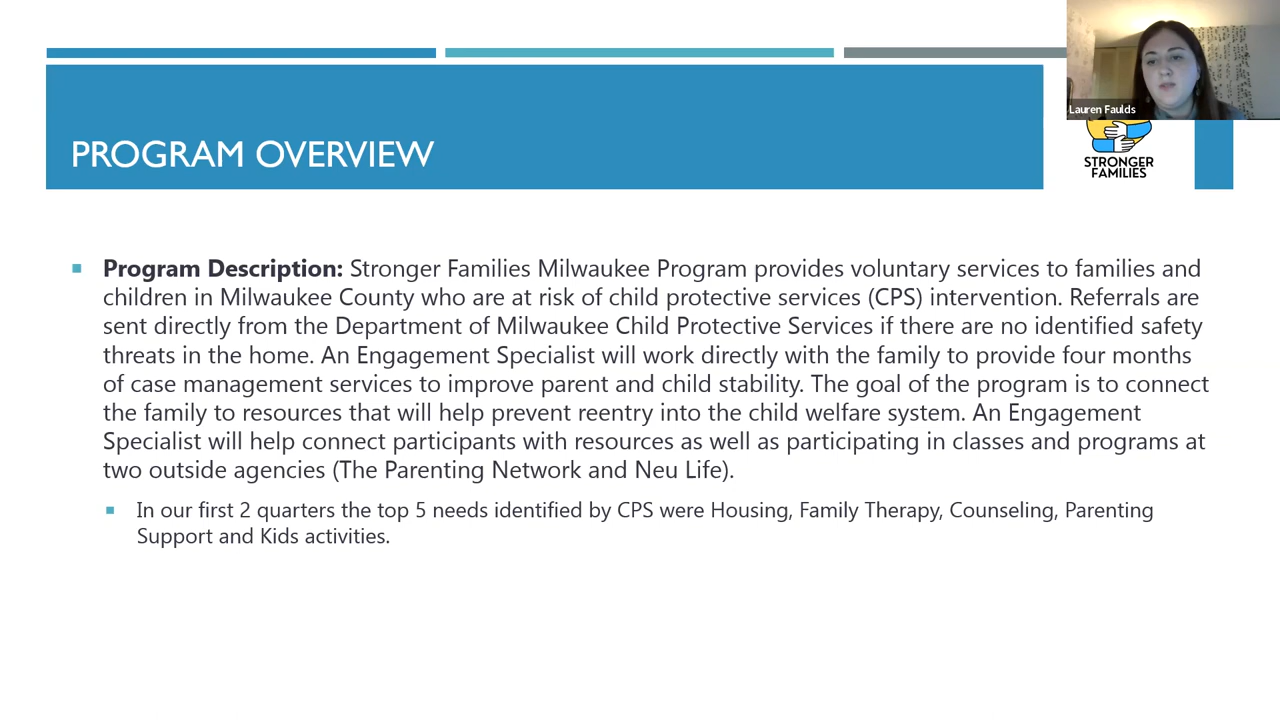 Lauren Faulds
PROGRAM OVERVIEW
STRONGER
FAMILIES
Program Description: Stronger Families Milwaukee Program provides voluntary services to families and
children in Milwaukee County who are at risk of child protective services (CPS) intervention. Referrals are
sent directly from the Department of Milwaukee Child Protective Services if there are no identified safety
threats in the home. An Engagement Specialist will work directly with the family to provide four months
of case management services to improve parent and child stability. The goal of the program is to connect
the family to resources that will help prevent reentry into the child welfare system. An Engagement
Specialist will help connect participants with resources as well as participating in classes and programs at
two outside agencies (The Parenting Network and Neu Life).
In our first 2 quarters the top 5 needs identified by CPS were Housing, Family Therapy, Counseling, Parenting
Support and Kids activities.